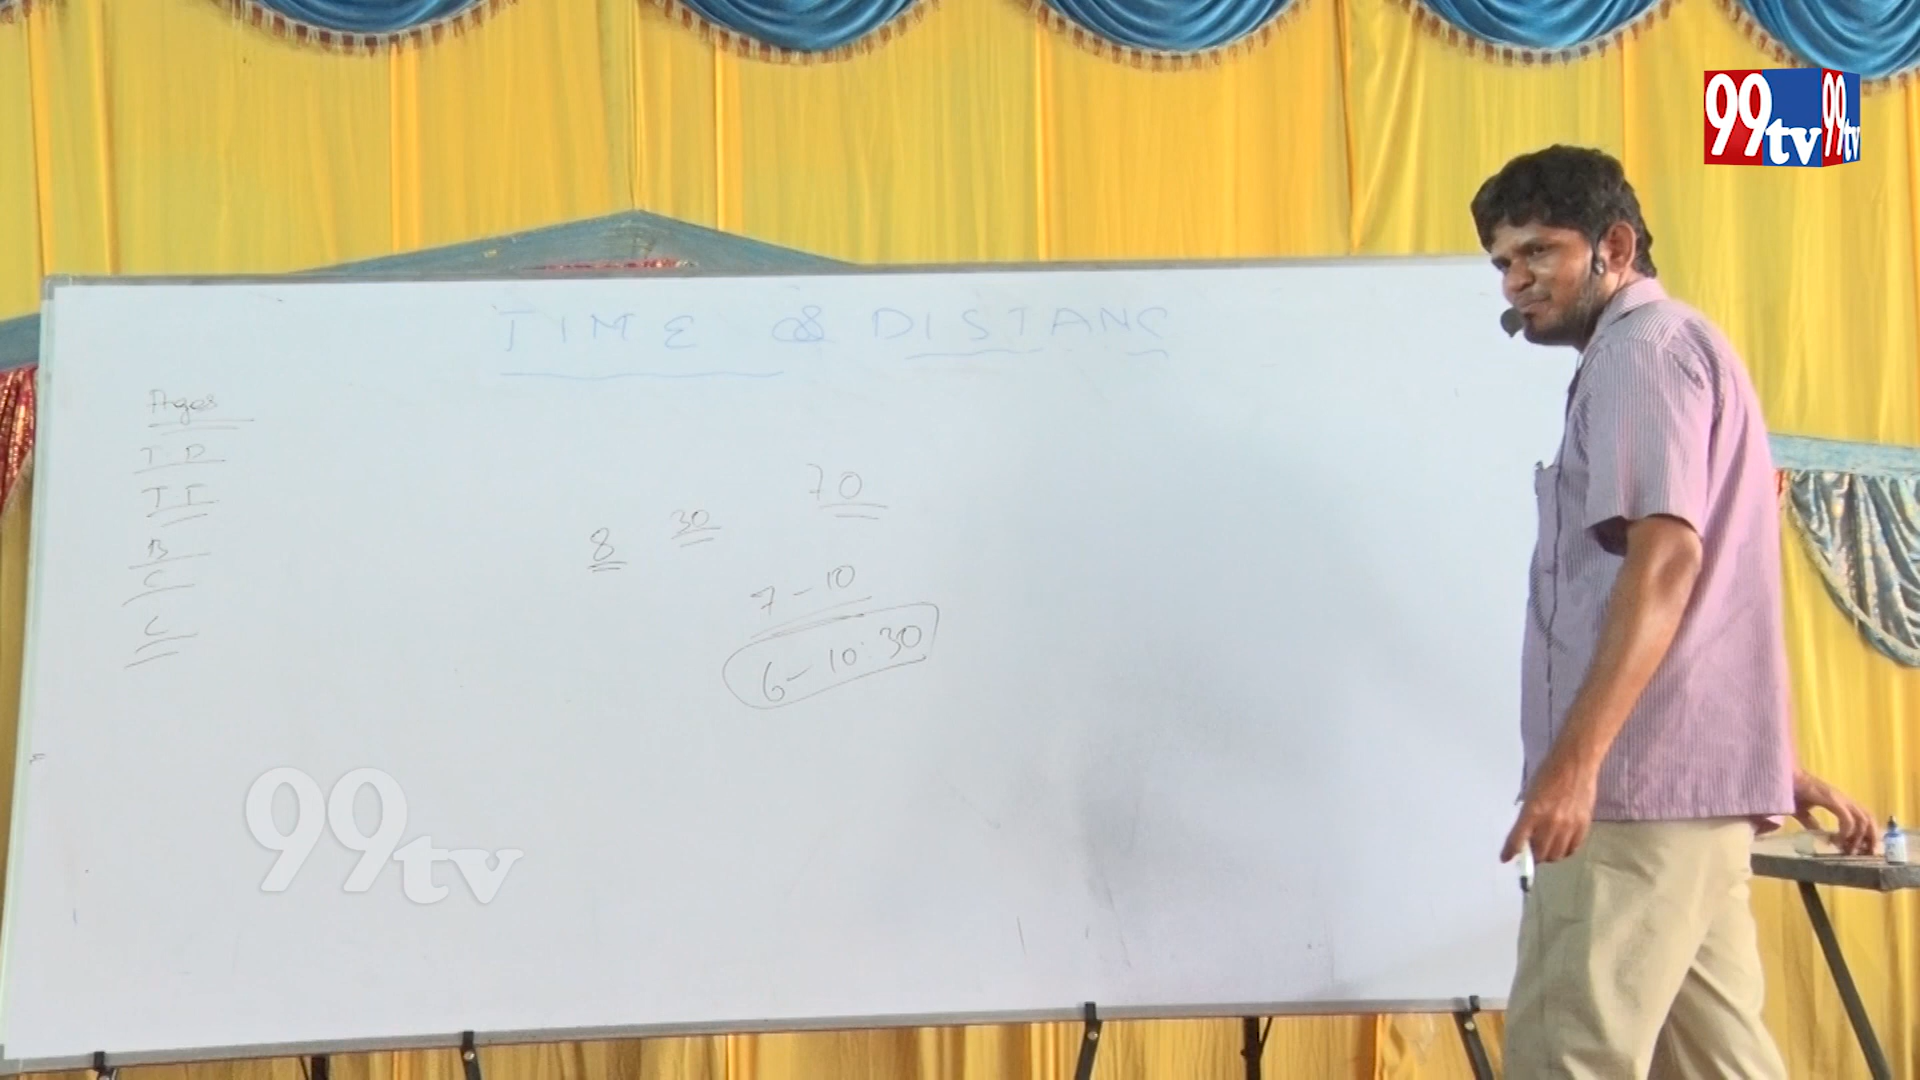 99tv 99tv
TIME & DISTANC
Ages
T D
T I
B
C
C
70
30
8
7 - 10
6 - 10:30
99tv